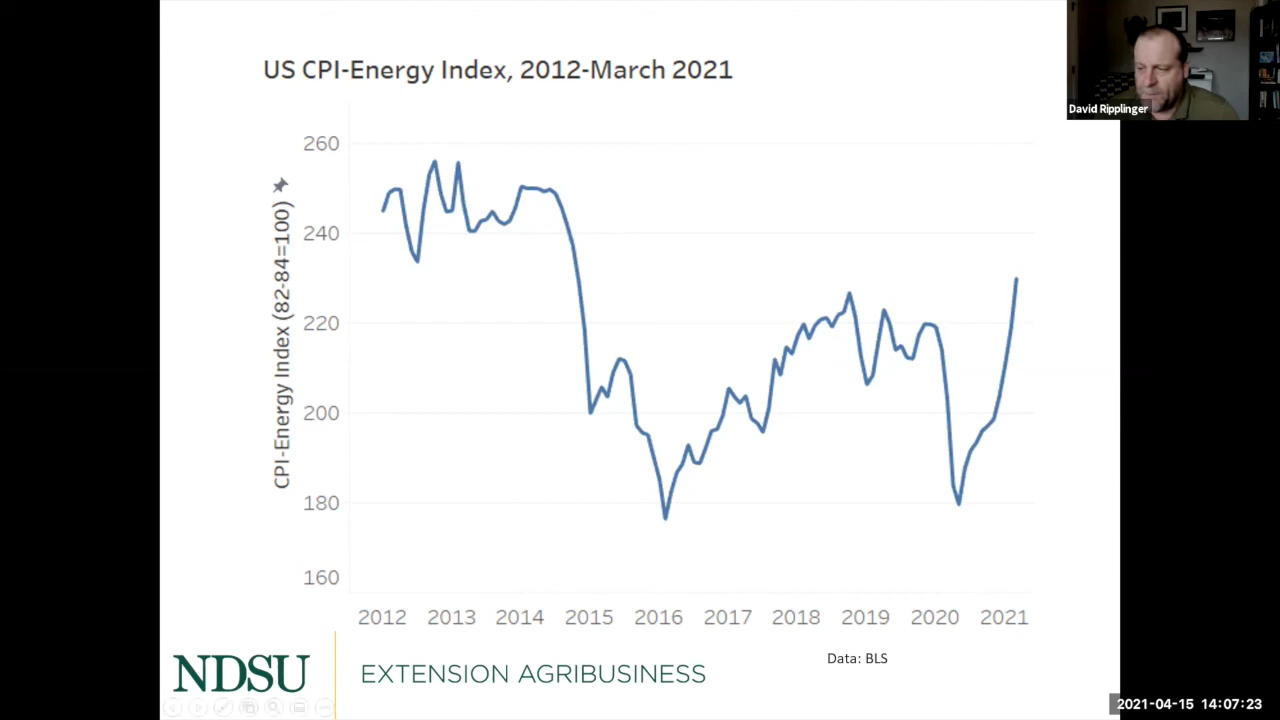 US CPI-Energy Index, 2012-March 2021
David Ripplinger
CPI-Energy Index (82-84=100)
260
240
220
200
180
160
2012 2013 2014 2015 2016 2017 2018 2019 2020 2021
Data: BLS
NDSU EXTENSION AGRIBUSINESS
2021-04-15 14:07:23